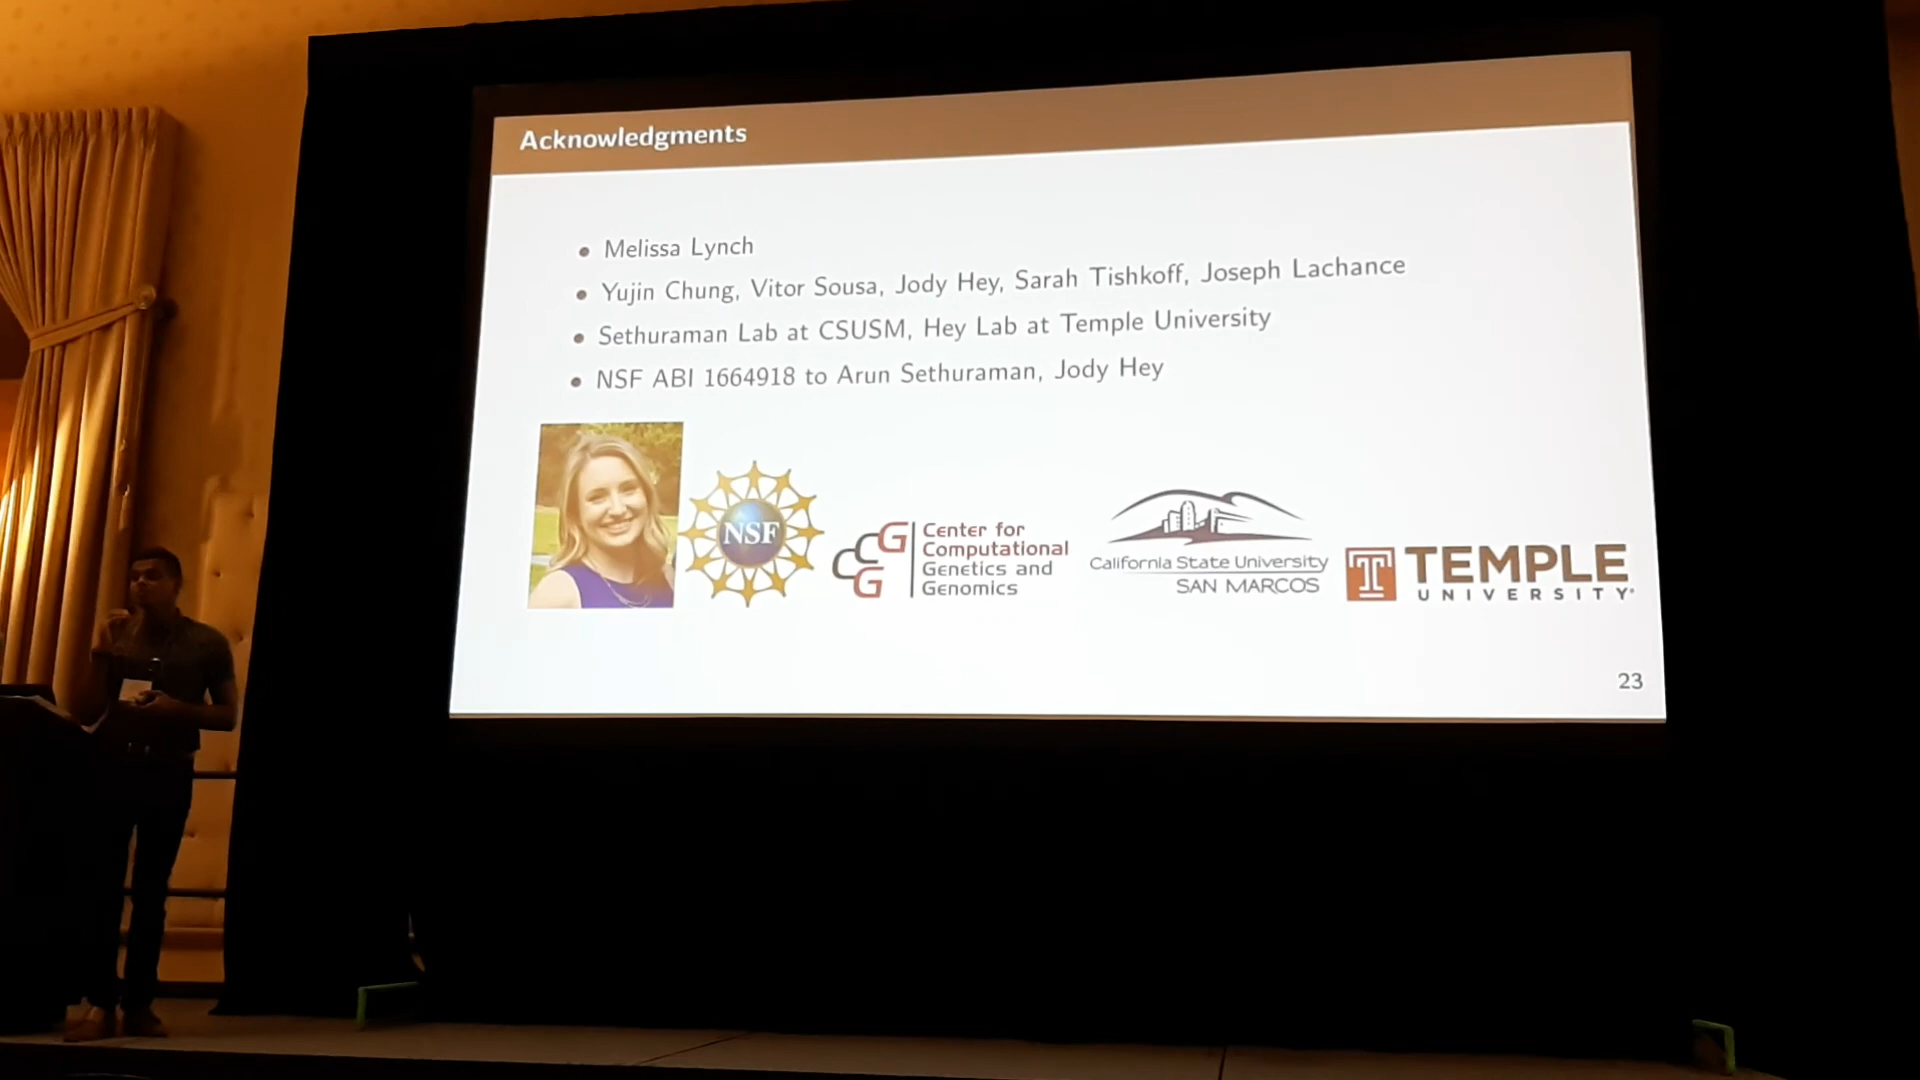 Acknowledgments
Melissa Lynch
Yujin Chung, Vitor Sousa, Jody Hey, Sarah Tishkoff, Joseph Lachance
Sethuraman Lab at CSUSM, Hey Lab at Temple University
NSF ABI 1664918 to Arun Sethuraman, Jody Hey
NSF
CCGG
Center for
Computational
Genetics and
Genomics
California State University
SAN MARCOS
T
TEMPLE
UNIVERSITY
23